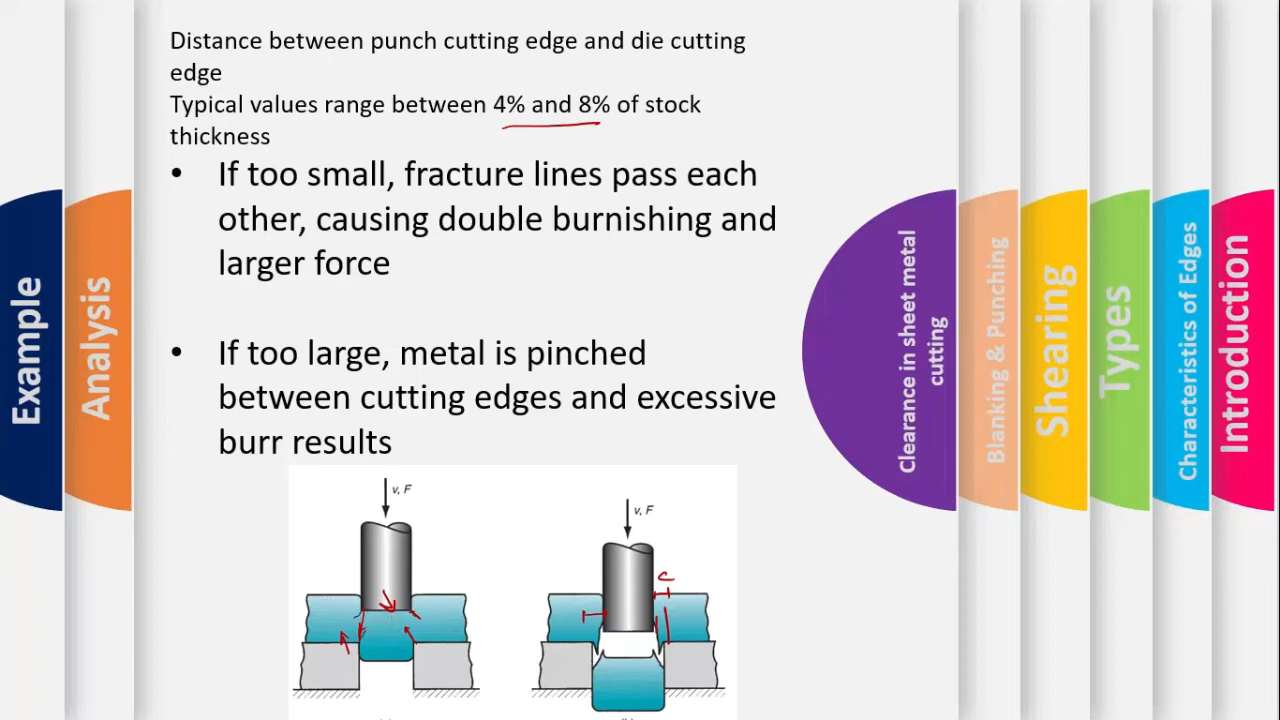 Distance between punch cutting edge and die cutting
edge
Typical values range between 4% and 8% of stock
thickness
• If too small, fracture lines pass each
other, causing double burnishing and
larger force
• If too large, metal is pinched
between cutting edges and excessive
burr results
v, F
v, F
c
Example
Analysis
Clearance in sheet metal
cutting
Blanking & Punching
Shearing
Types
Characteristics of Edges
Introduction